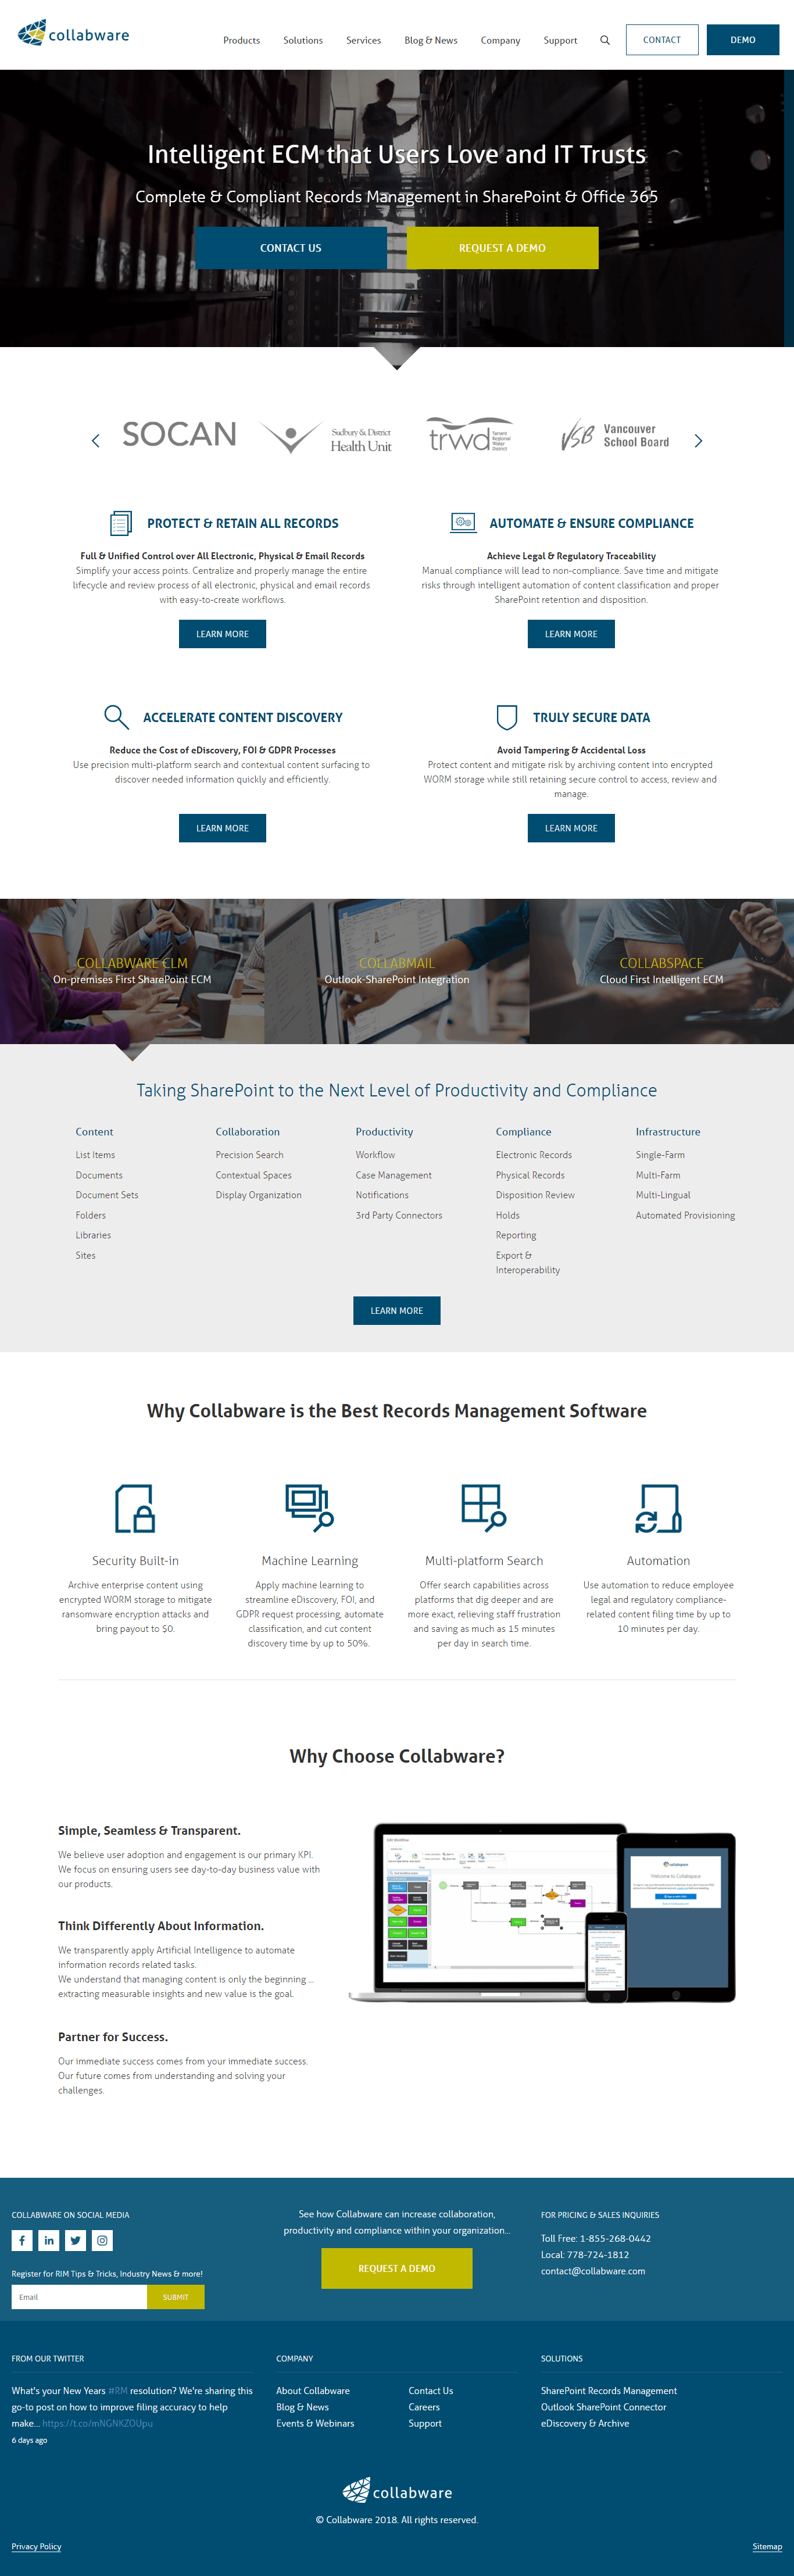 collabware
Products
Solutions
Services
Blog & News
Company
Support
CONTACT
DEMO
Intelligent ECM that Users Love and IT Trusts
Complete & Compliant Records Management in SharePoint & Office 365
CONTACT US
REQUEST A DEMO
SOCAN
Sudbury & District
Health Unit
trwd
Tarrant
Regional
Water
District
VSB
Vancouver
School Board
PROTECT & RETAIN ALL RECORDS
Full & Unified Control over All Electronic, Physical & Email Records
Simplify your access points. Centralize and properly manage the entire
lifecycle and review process of all electronic, physical and email records
with easy-to-create workflows.
LEARN MORE
AUTOMATE & ENSURE COMPLIANCE
Achieve Legal & Regulatory Traceability
Manual compliance will lead to non-compliance. Save time and mitigate
risks through intelligent automation of content classification and proper
SharePoint retention and disposition.
LEARN MORE
ACCELERATE CONTENT DISCOVERY
Reduce the Cost of eDiscovery, FOI & GDPR Processes
Use precision multi-platform search and contextual content surfacing to
discover needed information quickly and efficiently.
LEARN MORE
TRULY SECURE DATA
Avoid Tampering & Accidental Loss
Protect content and mitigate risk by archiving content into encrypted
WORM storage while still retaining secure control to access, review and
manage.
LEARN MORE
COLLABWARE CLM
On-premises First SharePoint ECM
COLLABMAIL
Outlook-SharePoint Integration
COLLABSPACE
Cloud First Intelligent ECM
Taking SharePoint to the Next Level of Productivity and Compliance
Content
List Items
Documents
Document Sets
Folders
Libraries
Sites
Collaboration
Precision Search
Contextual Spaces
Display Organization
Productivity
Workflow
Case Management
Notifications
3rd Party Connectors
Compliance
Electronic Records
Physical Records
Disposition Review
Holds
Reporting
Export &
Interoperability
Infrastructure
Single-Farm
Multi-Farm
Multi-Lingual
Automated Provisioning
LEARN MORE
Why Collabware is the Best Records Management Software
Security Built-in
Archive enterprise content using
encrypted WORM storage to mitigate
ransomware encryption attacks and
bring payout to $0.
Machine Learning
Apply machine learning to
streamline eDiscovery, FOI, and
GDPR request processing, automate
classification, and cut content
discovery time by up to 50%.
Multi-platform Search
Offer search capabilities across
platforms that dig deeper and are
more exact, relieving staff frustration
and saving as much as 15 minutes
per day in search time.
Automation
Use automation to reduce employee
legal and regulatory compliance-
related content filing time by up to
10 minutes per day.
Why Choose Collabware?
Simple, Seamless & Transparent.
We believe user adoption and engagement is our primary KPI.
We focus on ensuring users see day-to-day business value with
our products.
Think Differently About Information.
We transparently apply Artificial Intelligence to automate
information records related tasks.
We understand that managing content is only the beginning ...
extracting measurable insights and new value is the goal.
Partner for Success.
Our immediate success comes from your immediate success.
Our future comes from understanding and solving your
challenges.
collabspace
Welcome to Collabspace
COLLABWARE ON SOCIAL MEDIA
Register for RIM Tips & Tricks, Industry News & more!
Email
SUBMIT
See how Collabware can increase collaboration,
productivity and compliance within your organization...
REQUEST A DEMO
FOR PRICING & SALES INQUIRIES
Toll Free: 1-855-268-0442
Local: 778-724-1812
contact@collabware.com
FROM OUR TWITTER
What's your New Years #RM resolution? We're sharing this
go-to post on how to improve filing accuracy to help
make... https://t.co/mNGNKZOUpu
6 days ago
COMPANY
About Collabware
Blog & News
Events & Webinars
Contact Us
Careers
Support
SOLUTIONS
SharePoint Records Management
Outlook SharePoint Connector
eDiscovery & Archive
collabware
© Collabware 2018. All rights reserved.
Privacy Policy
Sitemap